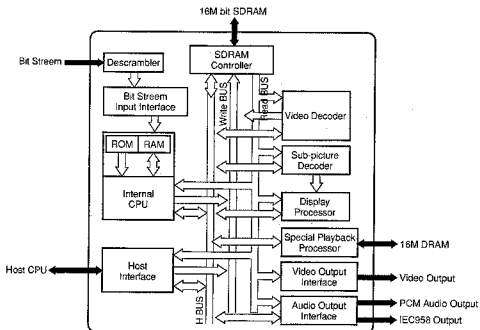 16M bit SDRAM
Bit Streem
Descrambler
SDRAM
Controller
Bit Streem
Input Interface
Write BUS
Read BUS
Video Decoder
ROM
RAM
Sub-picture
Decoder
Internal
CPU
Display
Processor
Special Playback
Processor
16M DRAM
Host CPU
Host
Interface
Video Output
Interface
Video Output
H BUS
Audio Output
Interface
PCM Audio Output
IEC958 Output